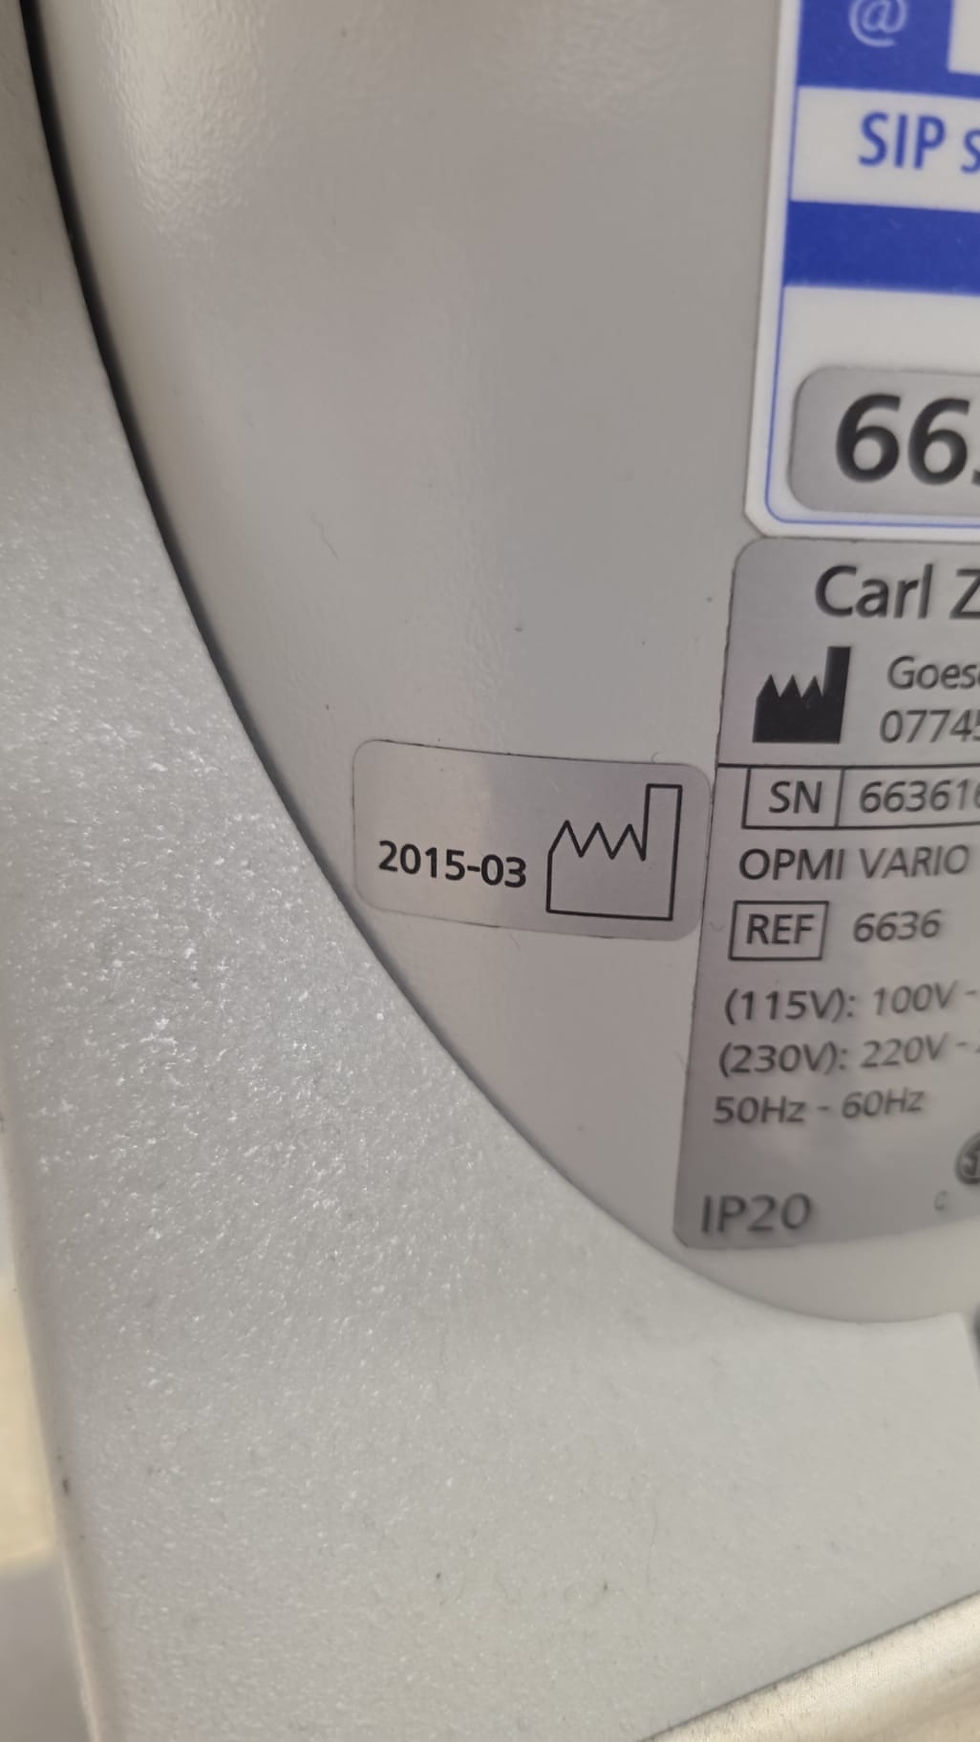 @
SIP
66
Carl Z
Goes
0774
2015-03
SN 66361
OPMI VARIO
REF 6636
(115V): 100V -
(230V): 220V -
50Hz - 60Hz
IP20